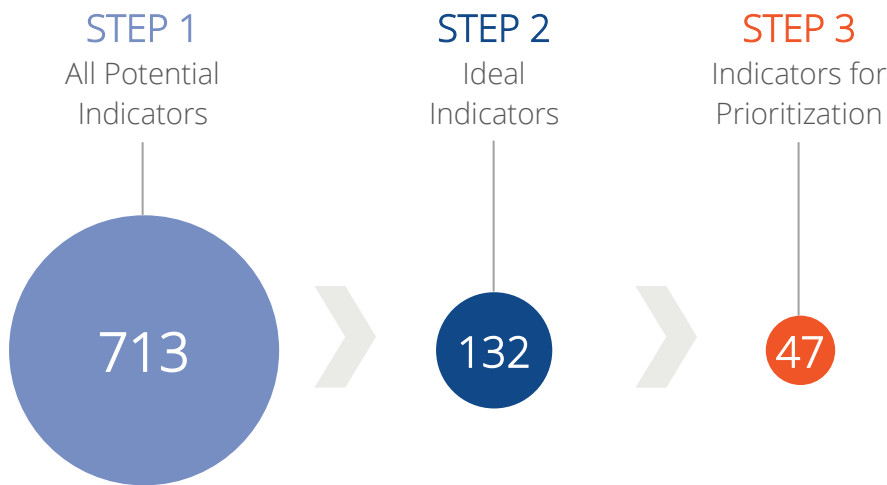 STEP 1
All Potential
Indicators
713
STEP 2
Ideal
Indicators
132
STEP 3
Indicators for
Prioritization
47